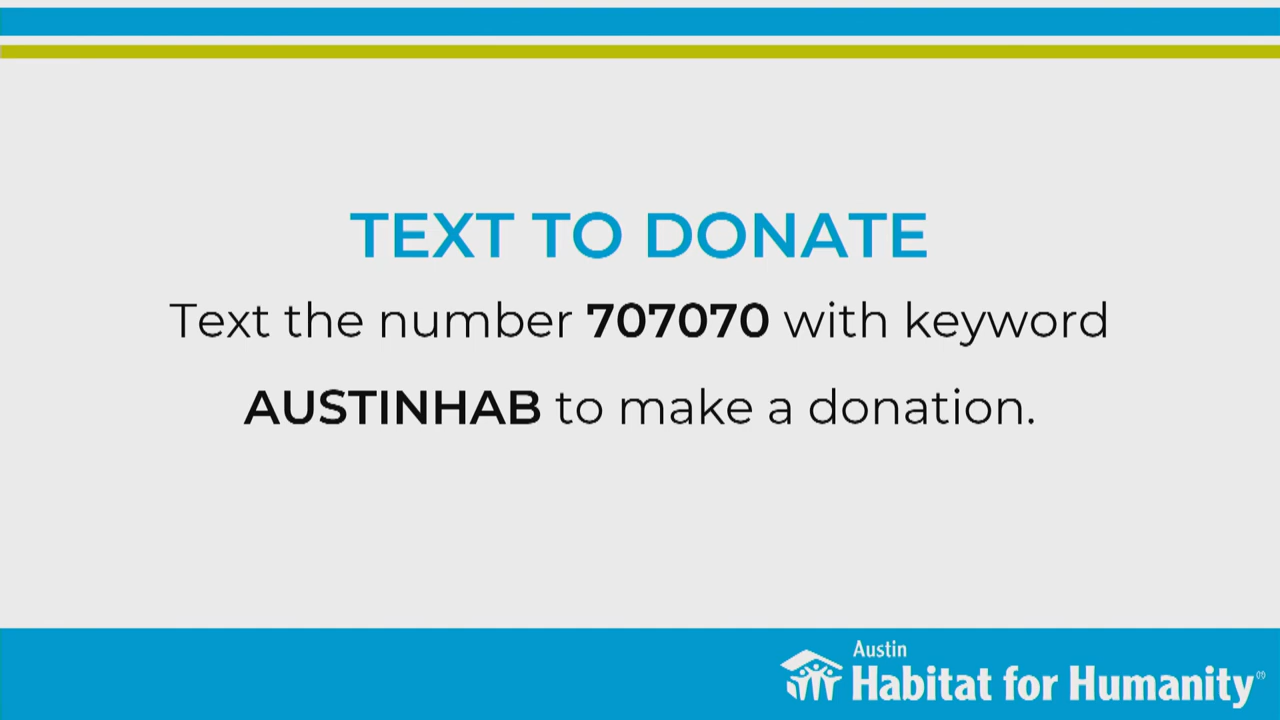 TEXT TO DONATE
Text the number 707070 with keyword
AUSTINHAB to make a donation.
Austin
Habitat for Humanity®